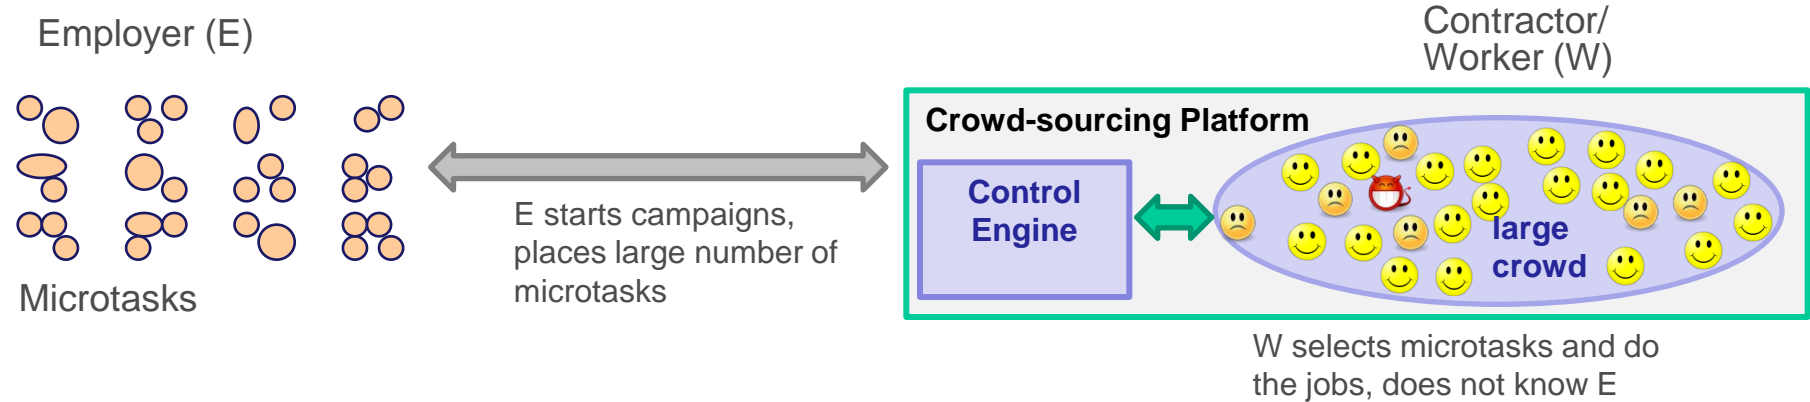 Employer (E)
Microtasks
E starts campaigns,
places large number of
microtasks
Contractor/
Worker (W)
Crowd-sourcing Platform
Control
Engine
large
crowd
W selects microtasks and do
the jobs, does not know E